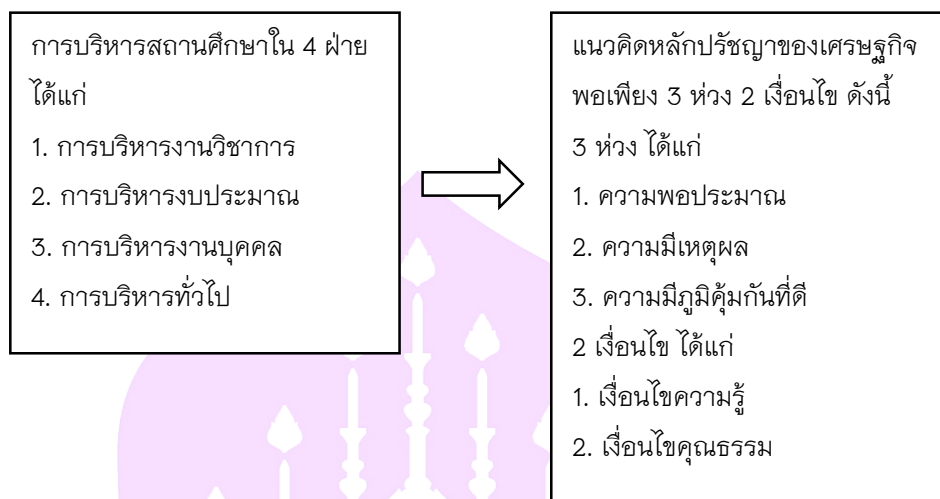 การบริหารสถานศึกษาใน 4 ฝ่าย
ได้แก่
1. การบริหารงานวิชาการ
2. การบริหารงบประมาณ
3. การบริหารงานบุคคล
4. การบริหารทั่วไป
แนวคิดหลักปรัชญาของเศรษฐกิจ
พอเพียง 3 ห่วง 2 เงื่อนไข ดังนี้
3 ห่วง ได้แก่
1. ความพอประมาณ
2. ความมีเหตุผล
3. ความมีภูมิคุ้มกันที่ดี
2 เงื่อนไข ได้แก่
1. เงื่อนไขความรู้
2. เงื่อนไขคุณธรรม